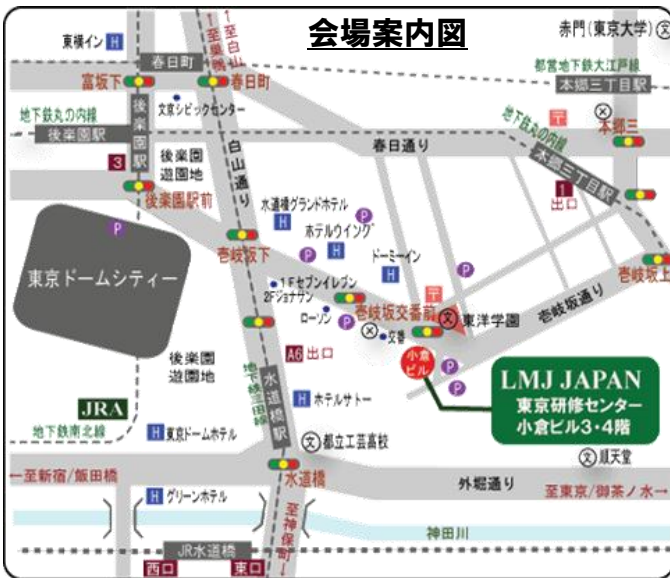 会場案内図
赤門(東京大学)
文
東横イン
H
至巣鴨→
至白山→
春日町
富坂下
春日町
都営地下鉄大江戸線
本郷三丁目駅
地下鉄丸の内線
後楽園駅
後楽園駅
文京シビックセンター
白山通り
春日通り
地下鉄丸の内線
本郷三丁目駅
〒
本郷三
3
後楽園
遊園地
1
出口
後楽園駅前
P
水道橋グランドホテル
H
P
ホテルウイング
H
P
ドーミーイン
H
P
壱岐坂下
壱岐坂上
東京ドームシティー
1Fセブンイレブン
2Fジョナサン
ローソン
P
〒
壱岐坂交番前
文
東洋学園
壱岐坂通り
交番
後楽園
遊園地
A6
出口
小倉
ビル
P
P
地下鉄三田線
水道橋駅
LMJ JAPAN
東京研修センター
小倉ビル3・4階
JRA
H
ホテルサトー
地下鉄南北線
H
東京ドームホテル
文
都立工芸高校
文
順天堂
←至新宿/飯田橋
水道橋
外堀通り
至東京/御茶ノ水→
H
グリーンホテル
至神保町→
神田川
JR水道橋
西口
東口